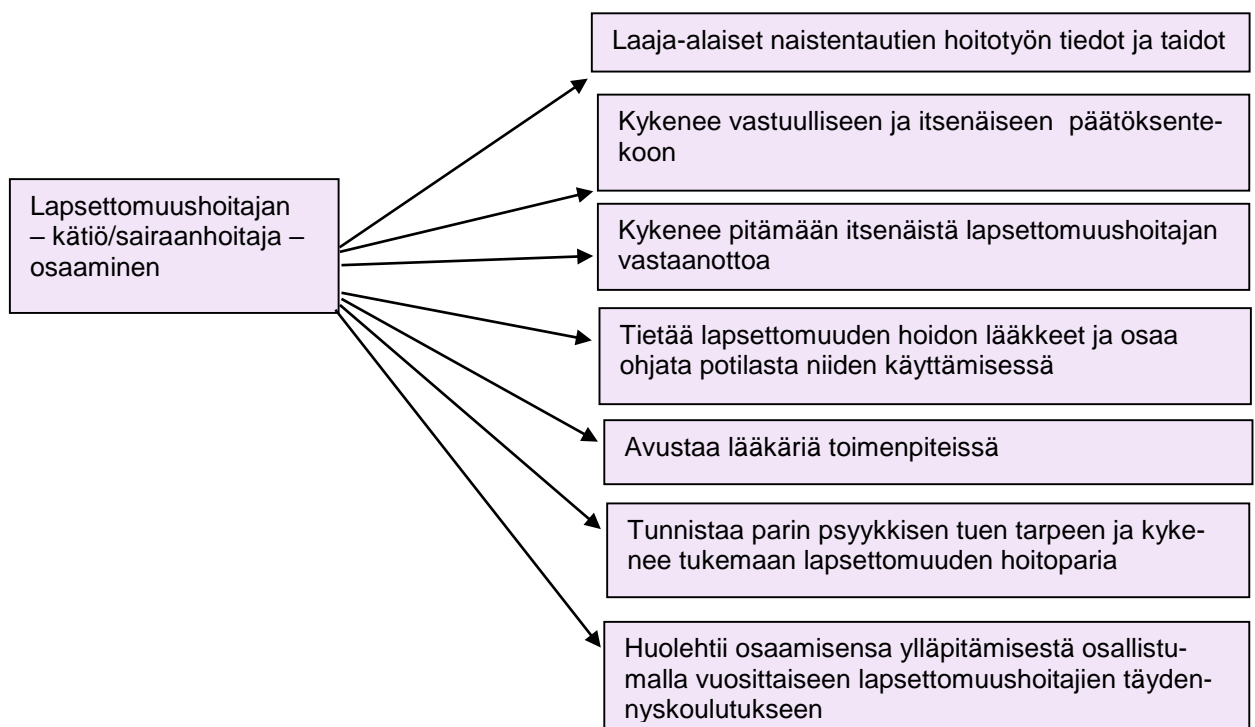 Laaja-alaiset naistentautien hoitotyön tiedot ja taidot
Kykenee vastuulliseen ja itsenäiseen päätöksente-
koon
Lapsettomuushoitajan
– kätiö/sairaanhoitaja –
osaaminen
Kykenee pitämään itsenäistä lapsettomuushoitajan
vastaanottoa
Tietää lapsettomuuden hoidon lääkkeet ja osaa
ohjata potilasta niiden käyttämisessä
Avustaa lääkäriä toimenpiteissä
Tunnistaa parin psyykkisen tuen tarpeen ja kyke-
nee tukemaan lapsettomuuden hoitoparia
Huolehtii osaamisensa ylläpitämisestä osallistu-
malla vuosittaiseen lapsettomuushoitajien täyden-
nyskoulutukseen